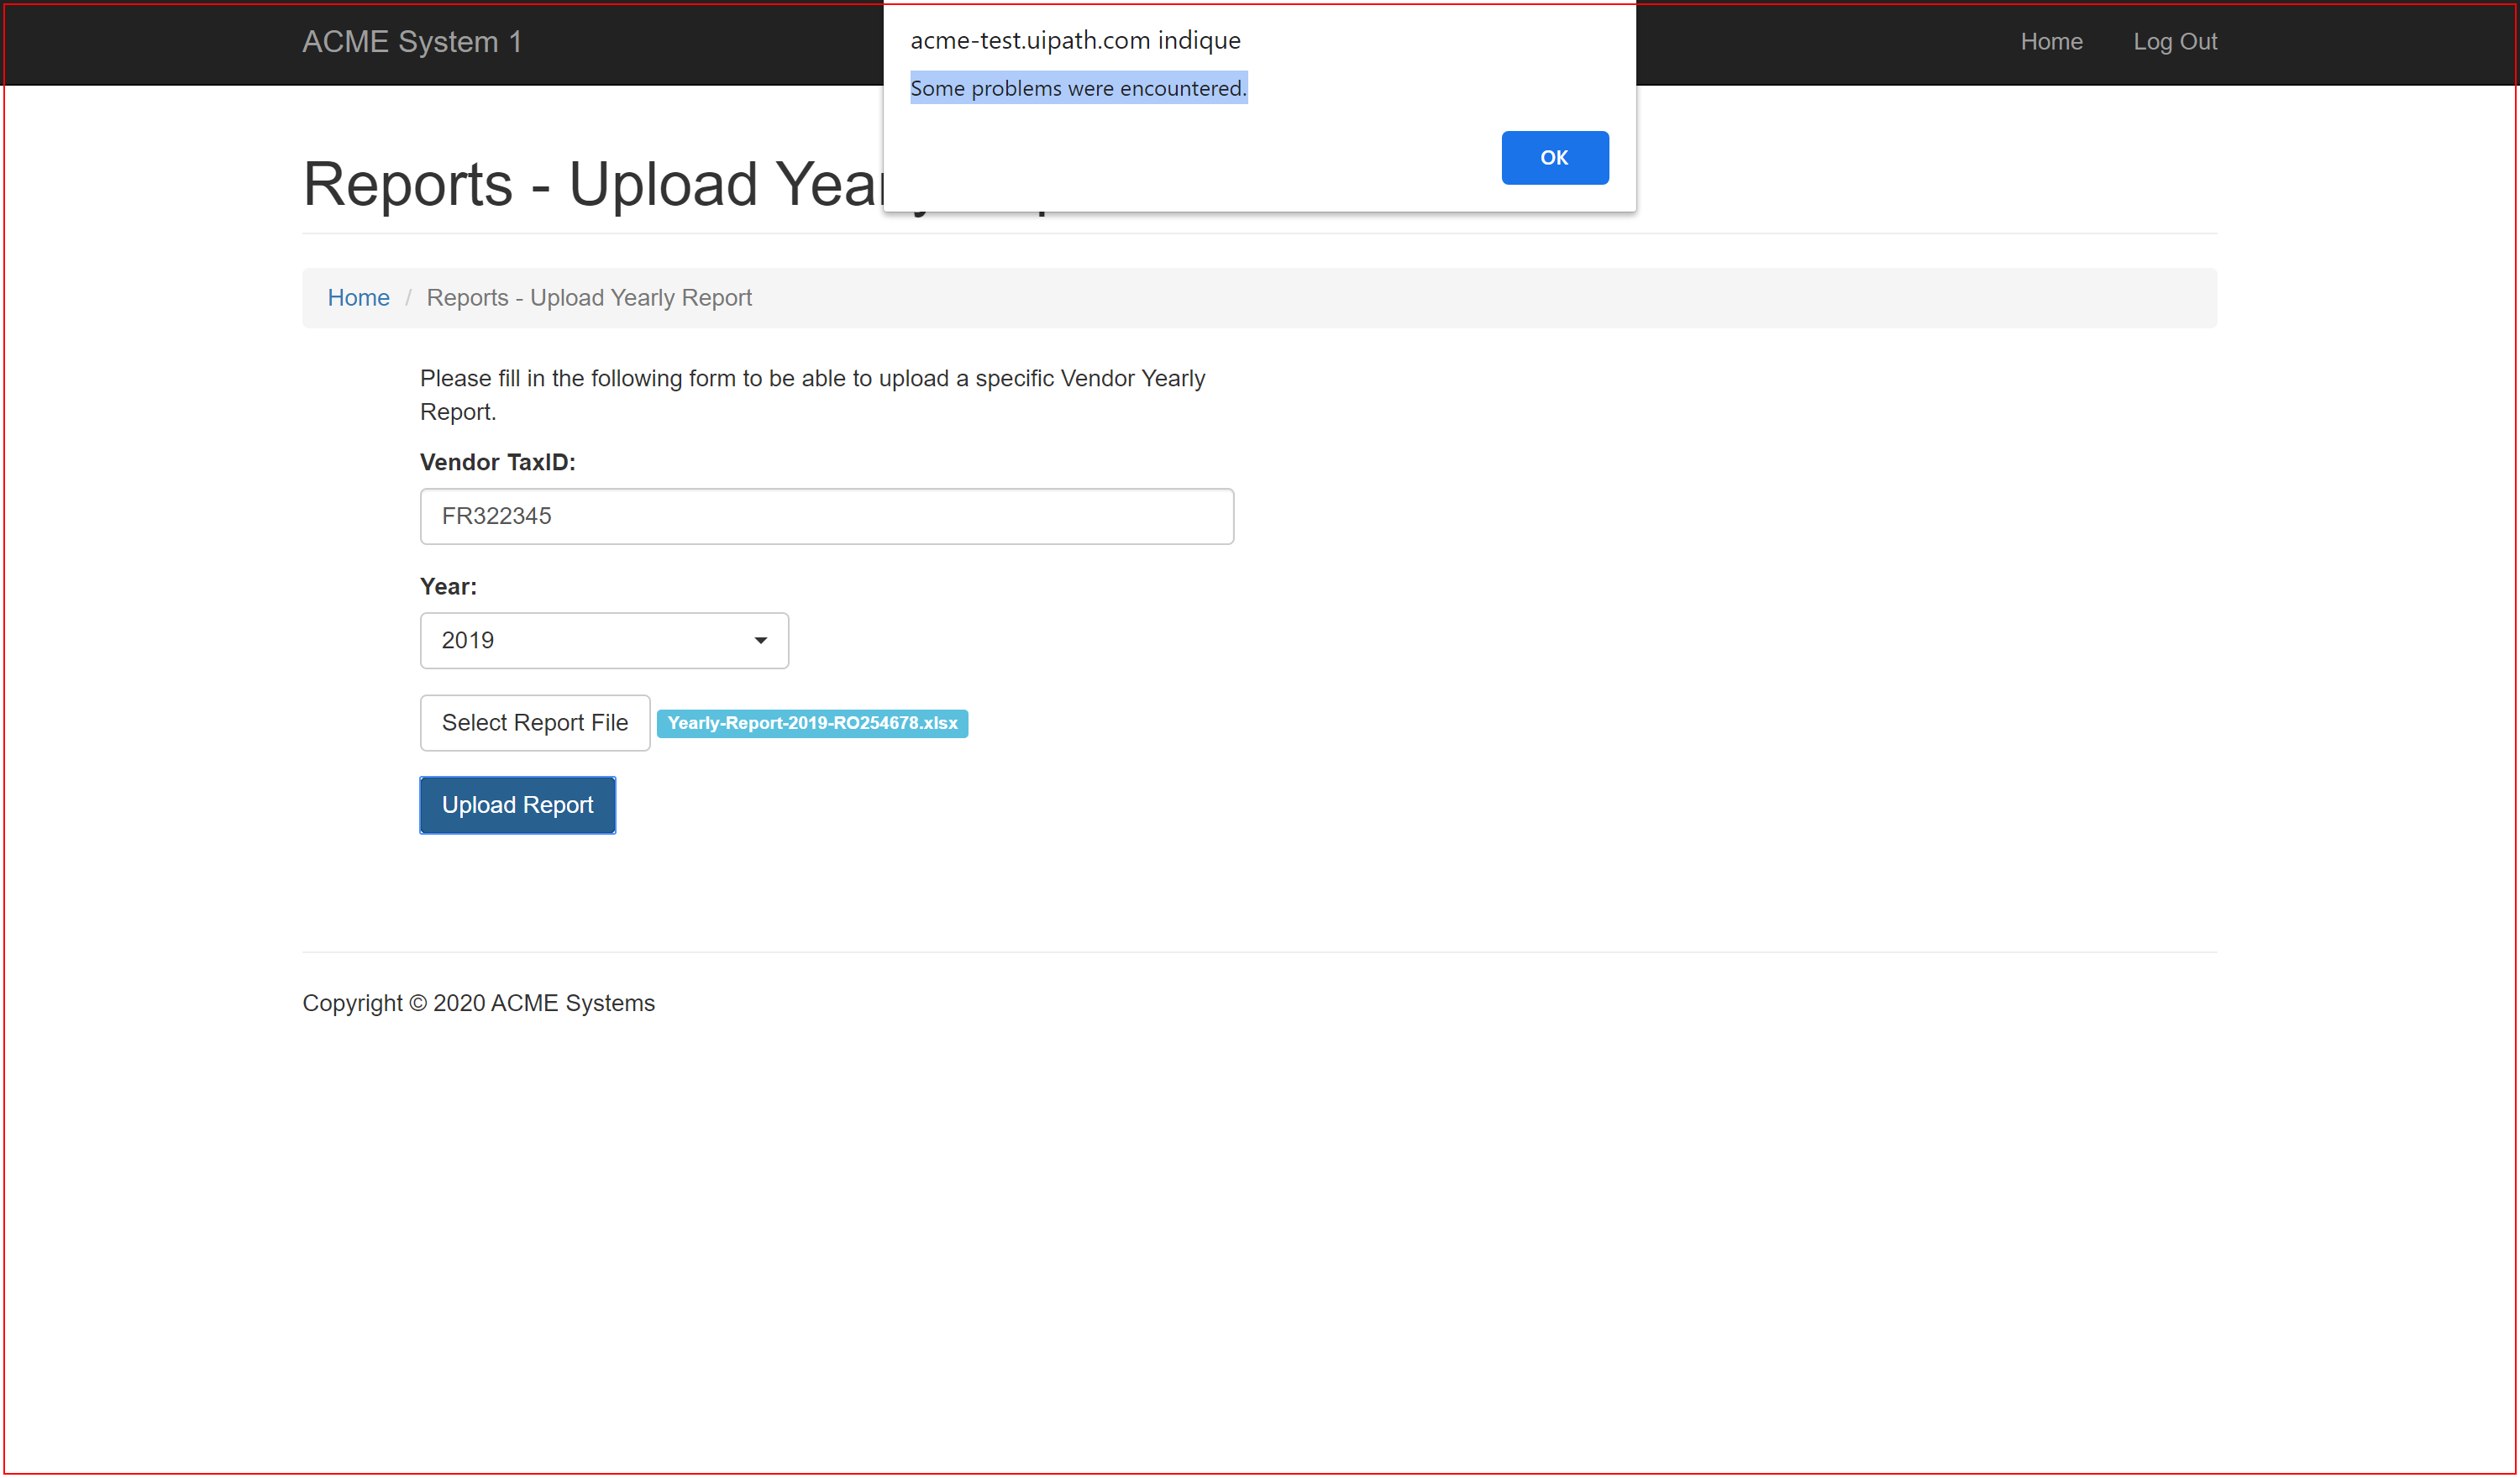 ACME System 1
Home
Log Out
acme-test.uipath.com indique
Some problems were encountered.
OK
Reports - Upload Year
Home / Reports - Upload Yearly Report
Please fill in the following form to be able to upload a specific Vendor Yearly
Report.
Vendor TaxID:
FR322345
Year:
2019
Select Report File
Yearly-Report-2019-RO254678.xlsx
Upload Report
Copyright © 2020 ACME Systems